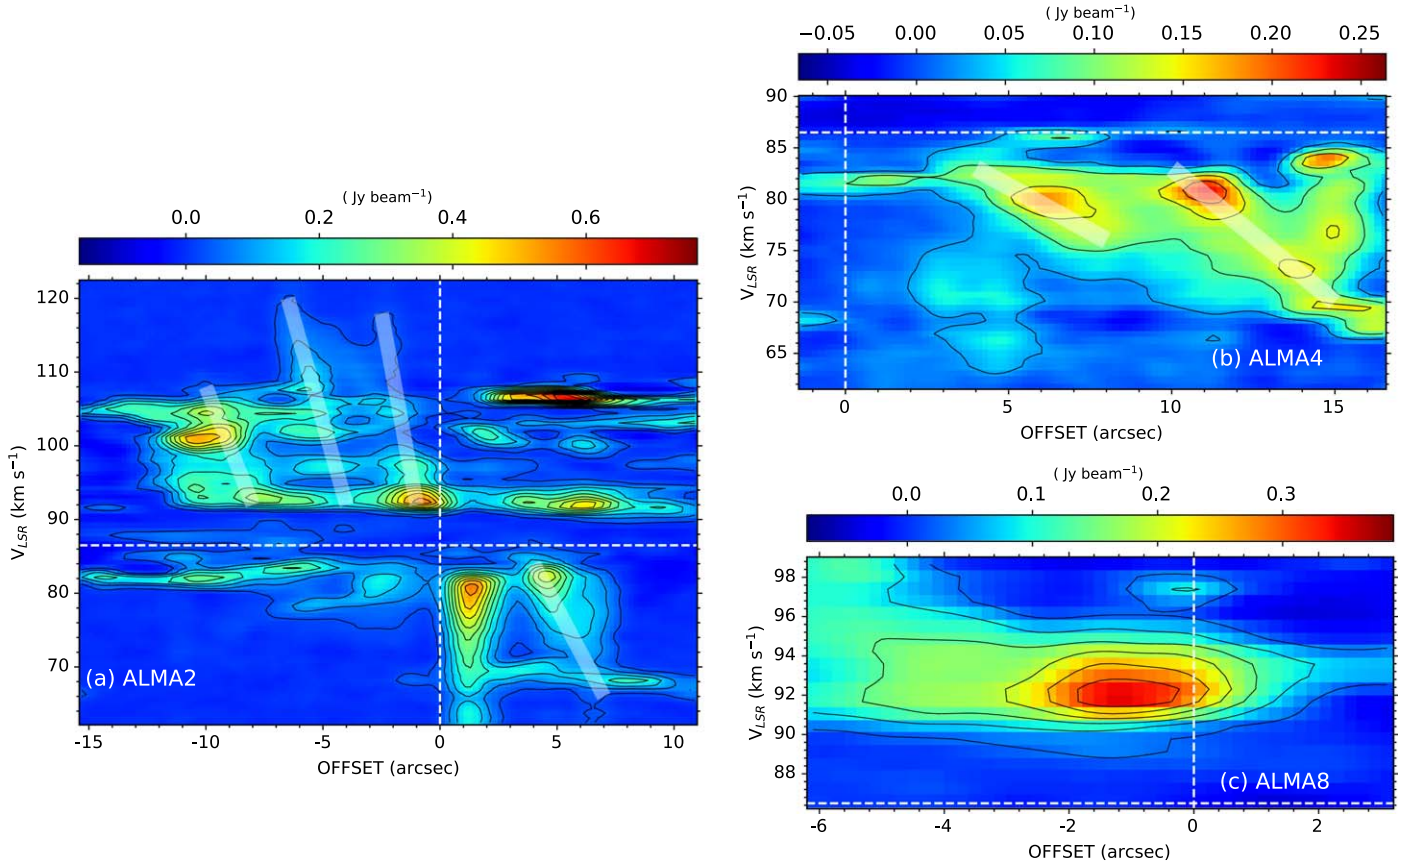 ( Jy beam⁻¹)
0.0 0.2 0.4 0.6
120
110
100
90
80
70
V_LSR (km s⁻¹)
(a) ALMA2
-15 -10 -5 0 5 10
OFFSET (arcsec)
( Jy beam⁻¹)
−0.05 0.00 0.05 0.10 0.15 0.20 0.25
90
85
80
75
70
65
V_LSR (km s⁻¹)
(b) ALMA4
0 5 10 15
OFFSET (arcsec)
( Jy beam⁻¹)
0.0 0.1 0.2 0.3
98
96
94
92
90
88
V_LSR (km s⁻¹)
(c) ALMA8
-6 -4 -2 0 2
OFFSET (arcsec)